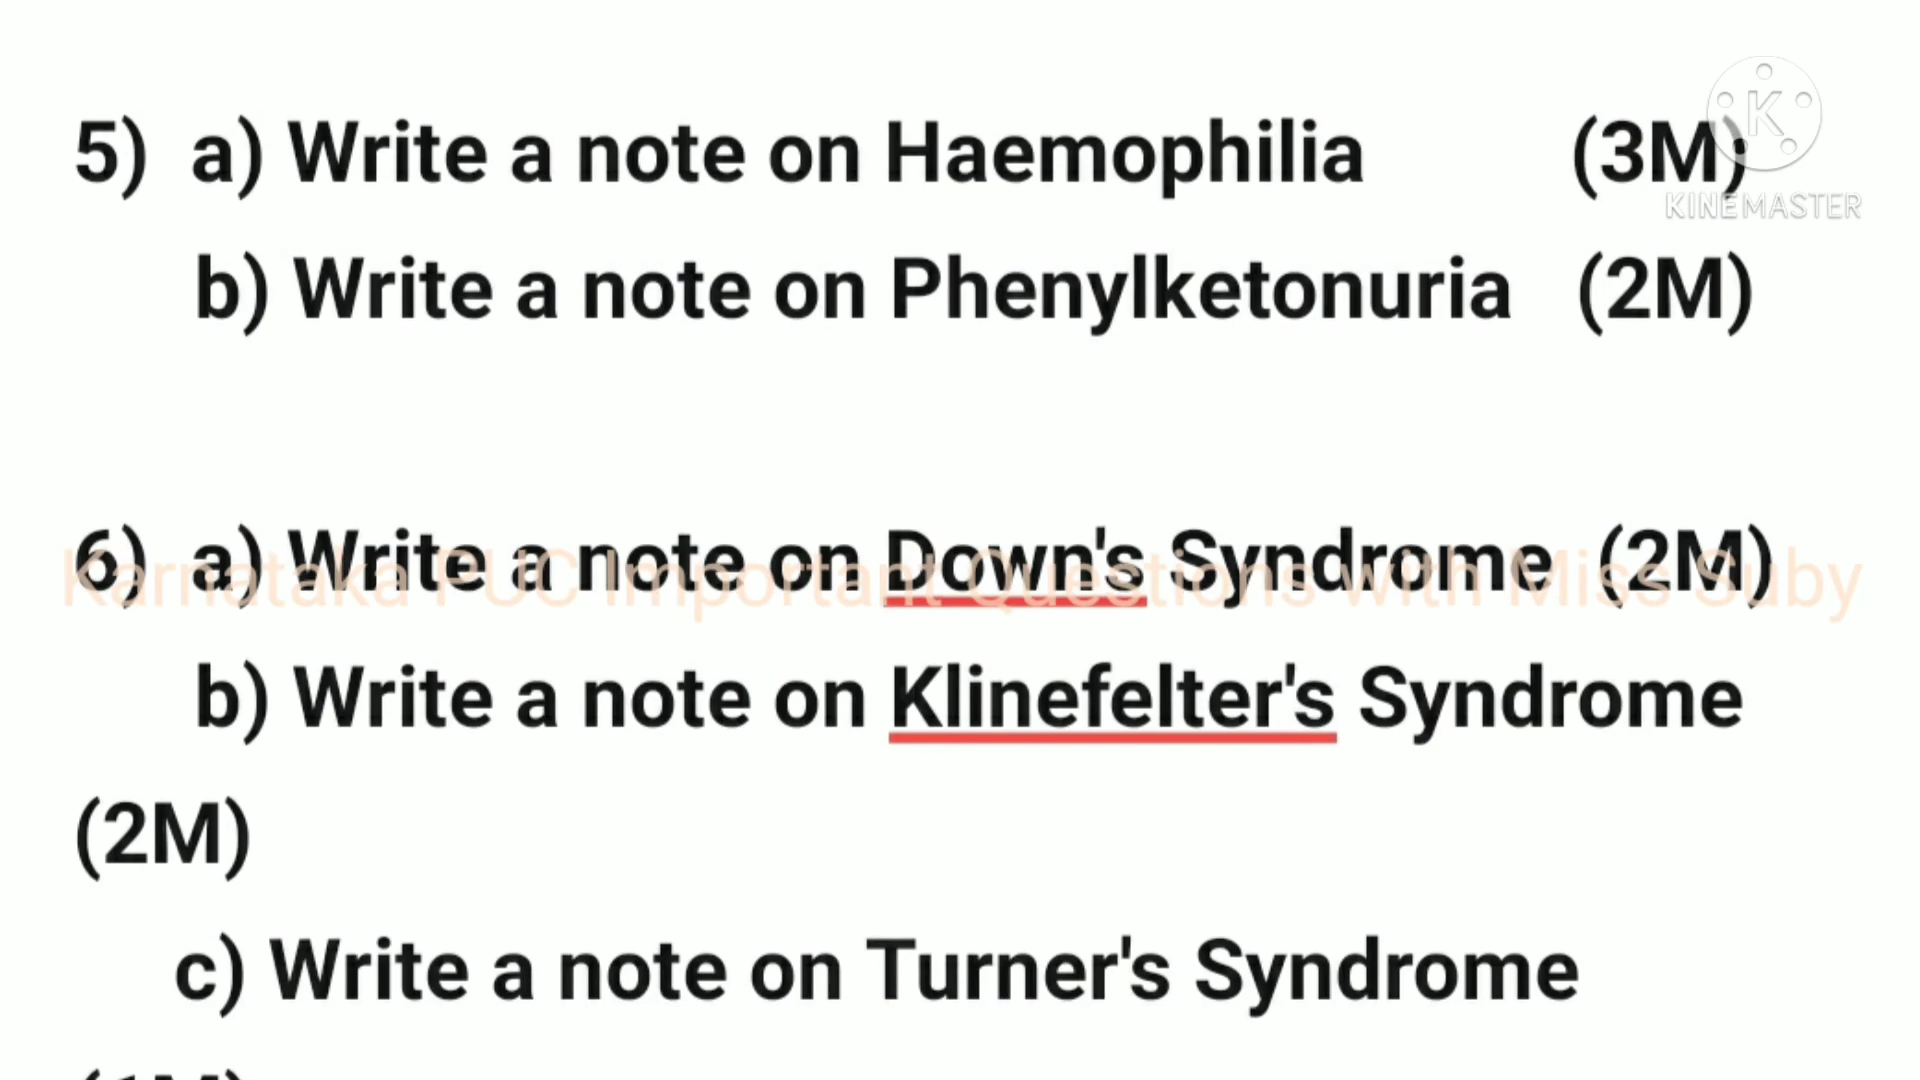 5) a) Write a note on Haemophilia (3M)
KINEMASTER
b) Write a note on Phenylketonuria (2M)
6) a) Write a note on Down's Syndrome (2M)
Karnataka PUC Important Questions with Miss Suby
b) Write a note on Klinefelter's Syndrome
(2M)
c) Write a note on Turner's Syndrome